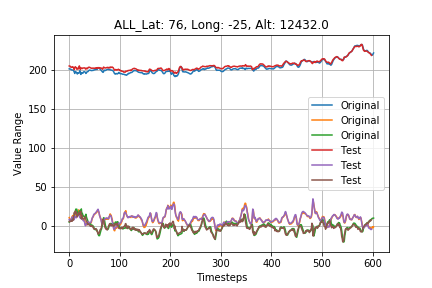 ALL_Lat: 76, Long: -25, Alt: 12432.0
Value Range
200
150
100
50
0
Original
Original
Original
Test
Test
Test
0 100 200 300 400 500 600
Timesteps